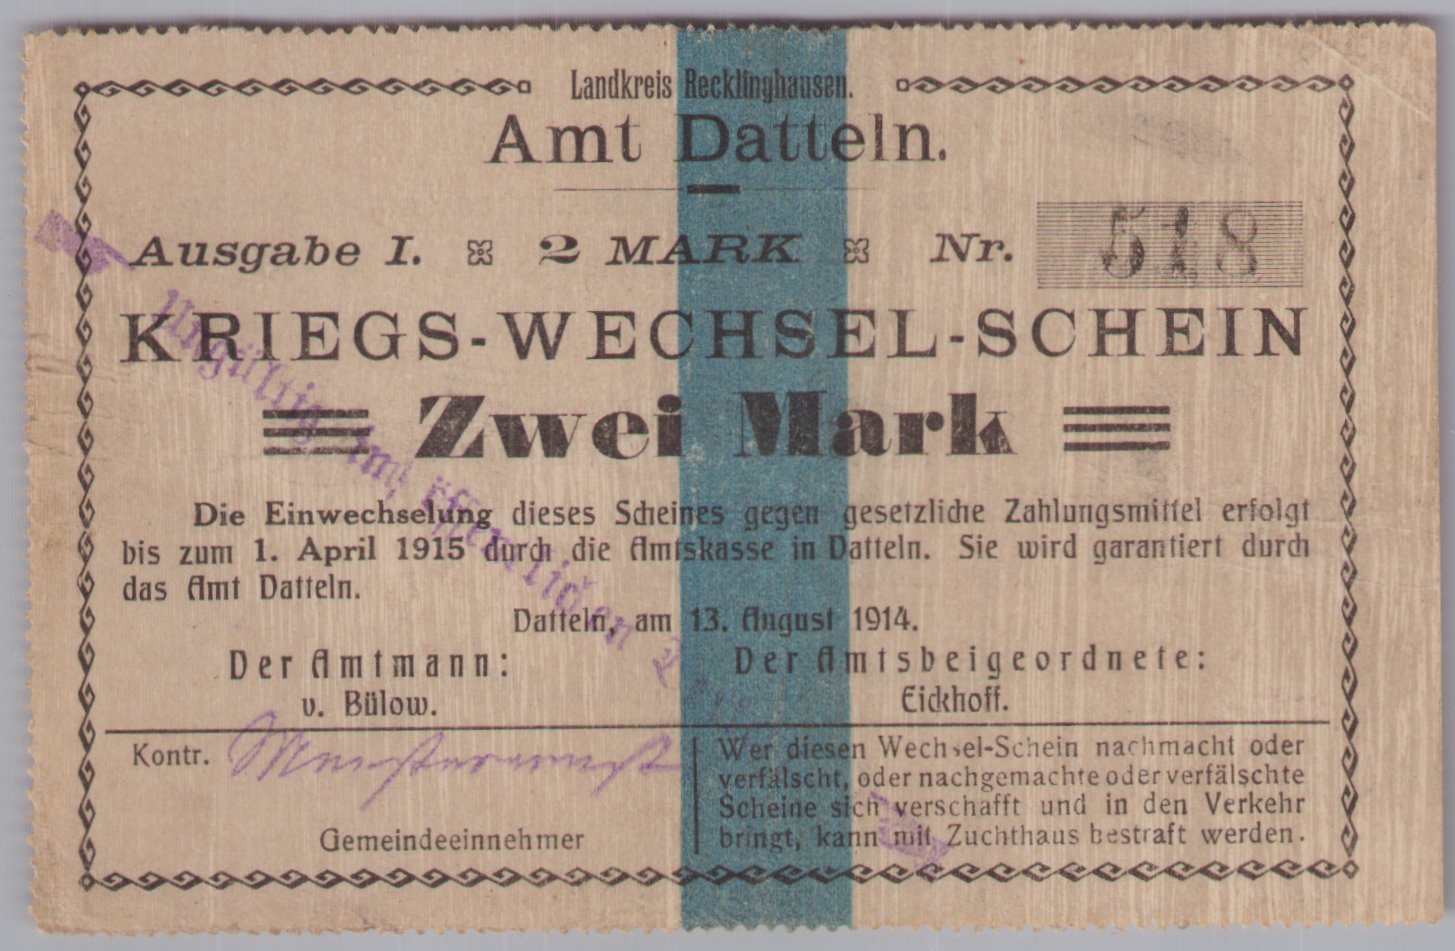 Landkreis Recklinghausen.
Amt Datteln.
Ausgabe I. 2 MARK Nr. 518
KRIEGS-WECHSEL-SCHEIN
Zwei Mark
Die Einwechselung dieses Scheines gegen gesetzliche Zahlungsmittel erfolgt
bis zum 1. April 1915 durch die Amtskasse in Datteln. Sie wird garantiert durch
das Amt Datteln.
Datteln, am 13. August 1914.
Der Amtmann: Der Amtsbeigeordnete:
v. Bülow. Eickhoff.
Kontr.
Gemeindeeinnehmer
Wer diesen Wechsel-Schein nachmacht oder
verfälscht, oder nachgemachte oder verfälschte
Scheine sich verschafft und in den Verkehr
bringt, kann mit Zuchthaus bestraft werden.
Ungültig